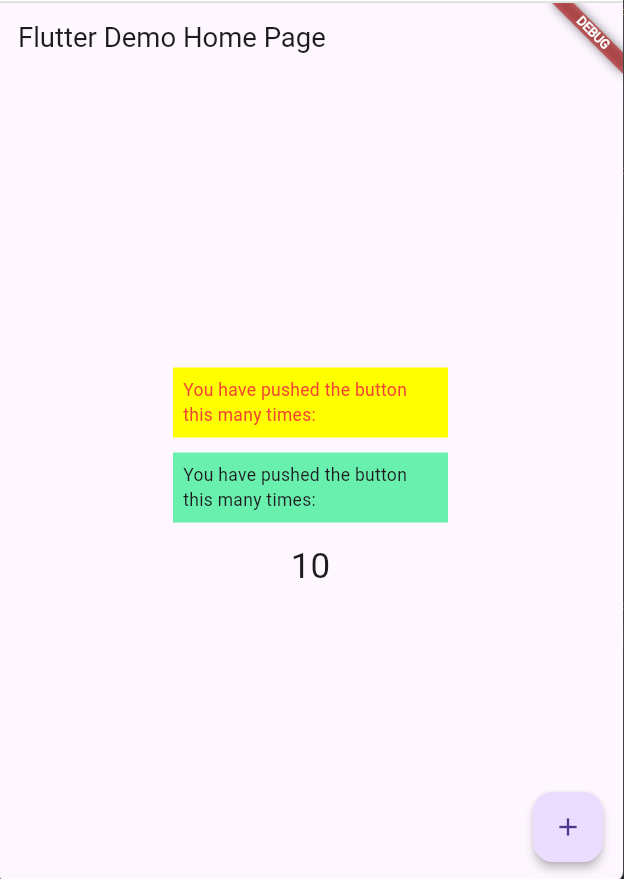 Flutter Demo Home Page
DEBUG
You have pushed the button
this many times:
You have pushed the button
this many times:
10
+